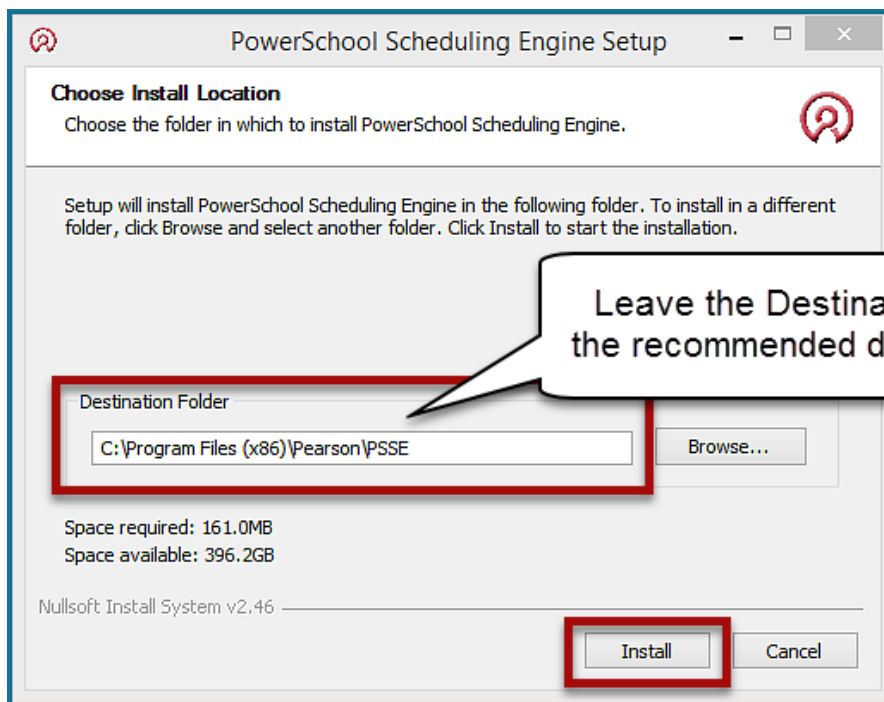 PowerSchool Scheduling Engine Setup
Choose Install Location
Choose the folder in which to install PowerSchool Scheduling Engine.
Setup will install PowerSchool Scheduling Engine in the following folder. To install in a different
folder, click Browse and select another folder. Click Install to start the installation.
Leave the
the recommended
Destination Folder
C:\Program Files (x86)\Pearson\PSSE
Browse...
Space required: 161.0MB
Space available: 396.2GB
Nullsoft Install System v2.46
Install
Cancel